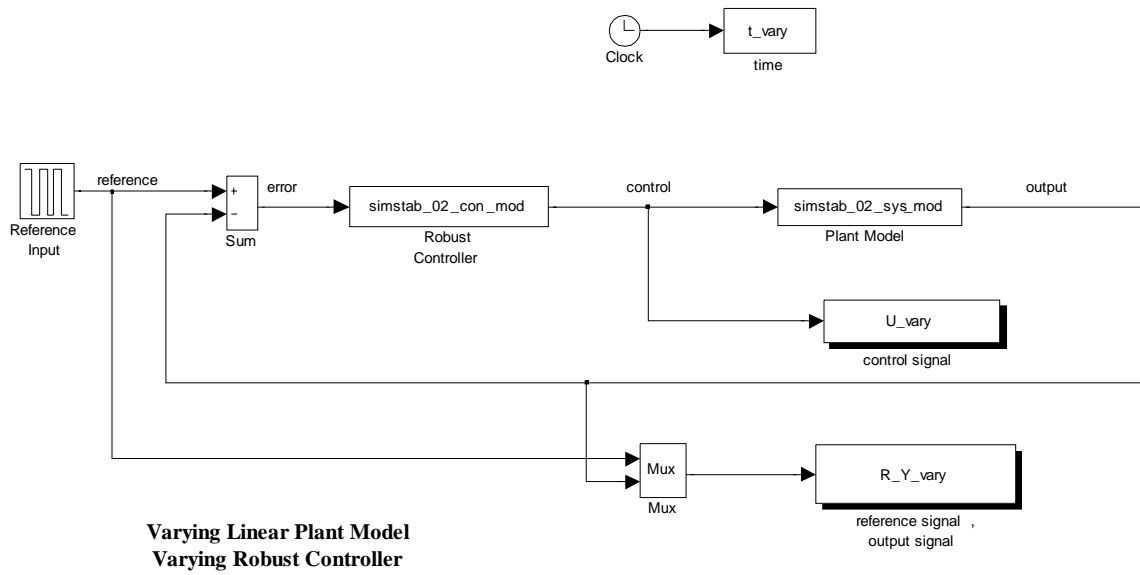 t_vary
Clock
time
reference
+
−
error
simstab_02_con_mod
control
simstab_02_sys_mod
output
Reference
Input
Sum
Robust
Controller
Plant Model
U_vary
control signal
Mux
Mux
R_Y_vary
reference signal ,
output signal
Varying Linear Plant Model
Varying Robust Controller